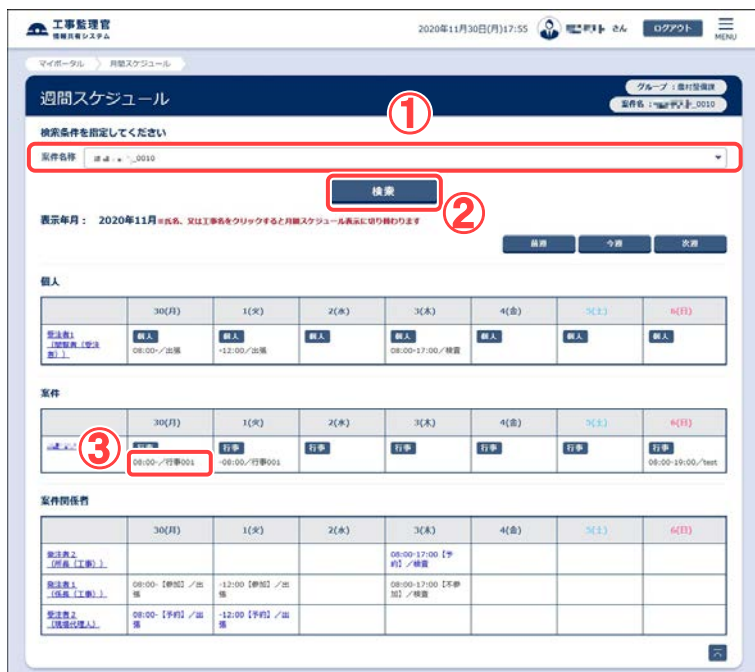 工事監理官
情報共有システム
2020年11月30日(月)17:55
さん
ログアウト
MENU
マイポータル
月間スケジュール
週間スケジュール
グループ：農村整備課
案件名：
_0010
①
検索条件を指定してください
案件名称
_0010
検索
②
表示年月： 2020年11月 ※氏名、又は工事名をクリックすると月間スケジュール表示に切り替わります
前週 今週 次週
個人
30(月) 1(火) 2(水) 3(木) 4(金) 5(土) 6(日)
受注者1 個人 個人 個人 個人 個人 個人 個人
（閲覧員（受注者）） 08:00-／出張 -12:00／出張 08:00-17:00／検査
案件
30(月) 1(火) 2(水) 3(木) 4(金) 5(土) 6(日)
③ 行事 行事 行事 行事 行事 行事 行事
08:00-／行事001 -08:00／行事001 08:00-19:00／test
案件関係者
30(月) 1(火) 2(水) 3(木) 4(金) 5(土) 6(日)
発注者2 08:00-17:00【予
（所長（工事）） 約】／検査
発注者1 08:00-【参加】／出 -12:00【参加】／出 08:00-17:00【不参
（係長（工事）） 張 張 加】／検査
受注者2 08:00-【予約】／出 -12:00【予約】／出
（現場代理人） 張 張